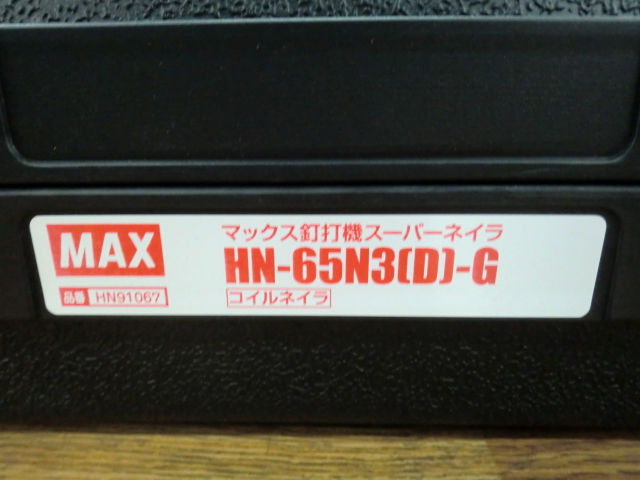 MAX
マックス釘打機スーパーネイラ
HN-65N3(D)-G
品番 HN91067
コイルネイラ